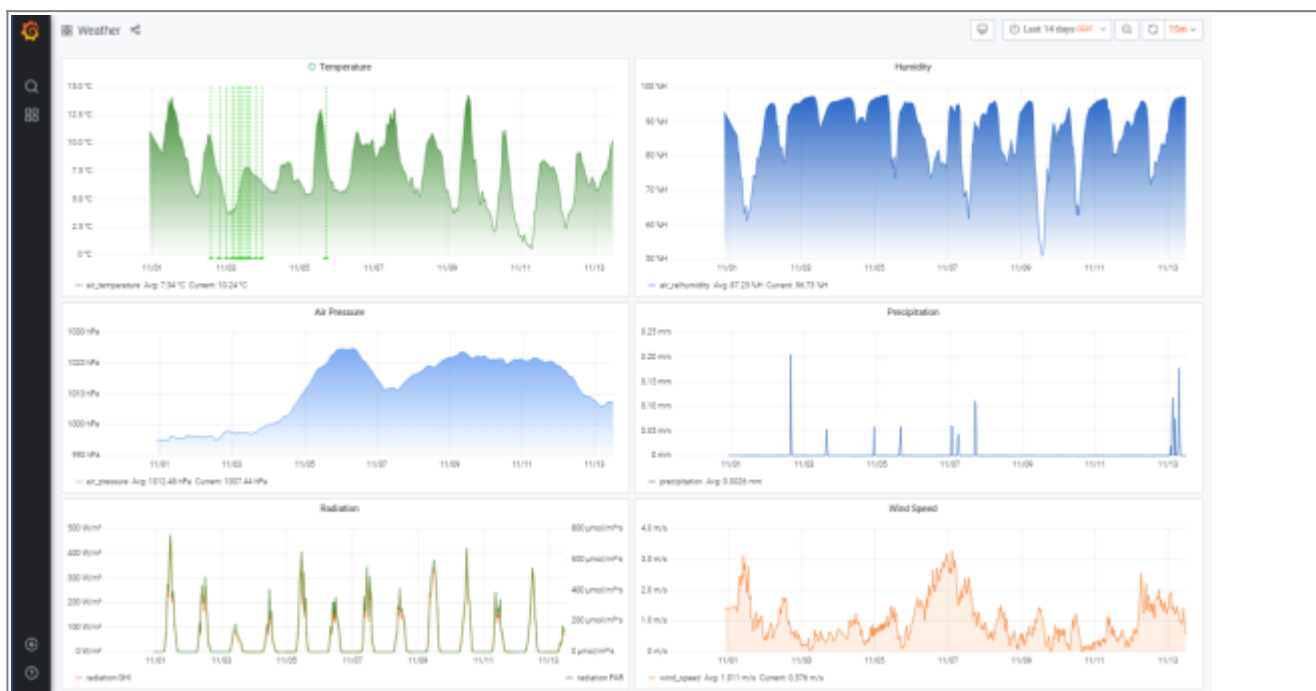 Weather
Last 14 days CEST
15m
Temperature
15.0 °C
12.5 °C
10.0 °C
7.5 °C
5.0 °C
2.5 °C
0 °C
11/01 11/03 11/05 11/07 11/09 11/11 11/13
air_temperature Avg: 7.34 °C Current: 10.24 °C
Humidity
100 %H
90 %H
80 %H
70 %H
60 %H
50 %H
11/01 11/03 11/05 11/07 11/09 11/11 11/13
air_relhumidity Avg: 87.25 %H Current: 96.73 %H
Air Pressure
1030 hPa
1020 hPa
1010 hPa
1000 hPa
990 hPa
11/01 11/03 11/05 11/07 11/09 11/11 11/13
air_pressure Avg: 1012.46 hPa Current: 1007.44 hPa
Precipitation
0.25 mm
0.20 mm
0.15 mm
0.10 mm
0.05 mm
0 mm
11/01 11/03 11/05 11/07 11/09 11/11 11/13
precipitation Avg: 0.0026 mm
Radiation
500 W/m² 800 μmol/m²s
400 W/m² 600 μmol/m²s
300 W/m² 400 μmol/m²s
200 W/m² 200 μmol/m²s
100 W/m²
0 W/m² 0 μmol/m²s
11/01 11/03 11/05 11/07 11/09 11/11 11/13
radiation GHI radiation PAR
Wind Speed
4.0 m/s
3.0 m/s
2.0 m/s
1.0 m/s
0 m/s
11/01 11/03 11/05 11/07 11/09 11/11 11/13
wind_speed Avg: 1.011 m/s Current: 0.576 m/s